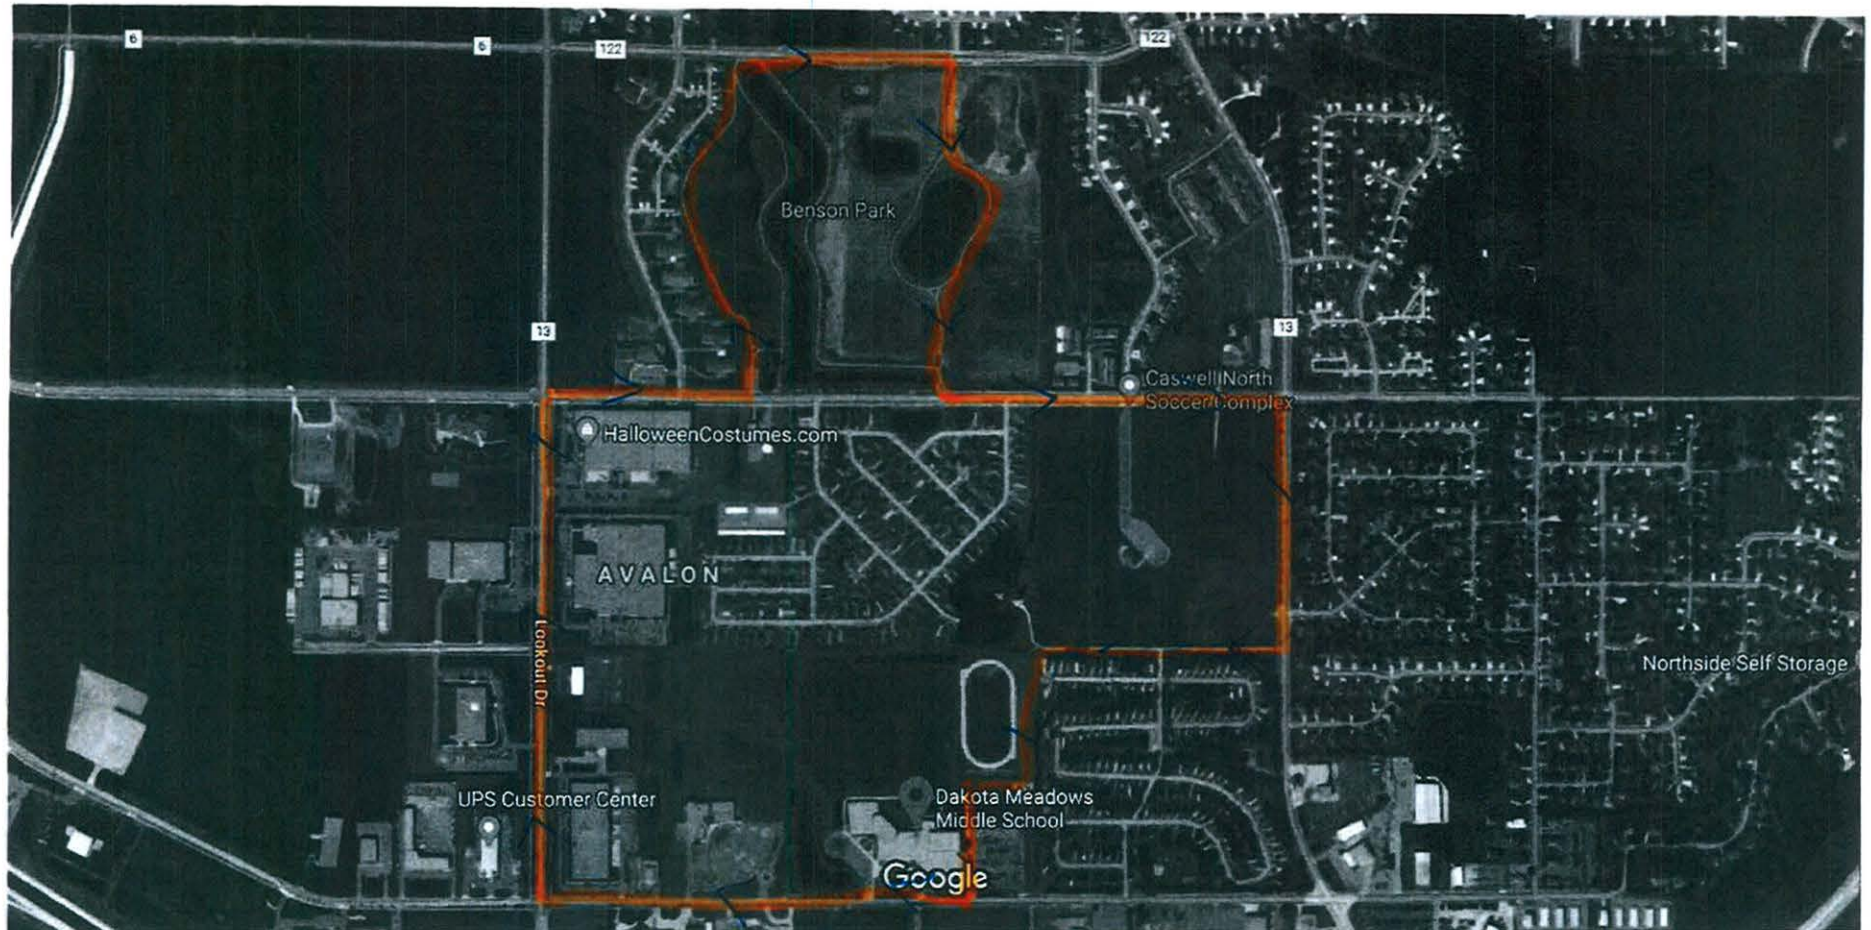 6
6
122
122
Benson Park
13
13
Caswell North
Soccer Complex
HalloweenCostumes.com
AVALON
Lookout Dr
Northside Self Storage
UPS Customer Center
Dakota Meadows
Middle School
Google